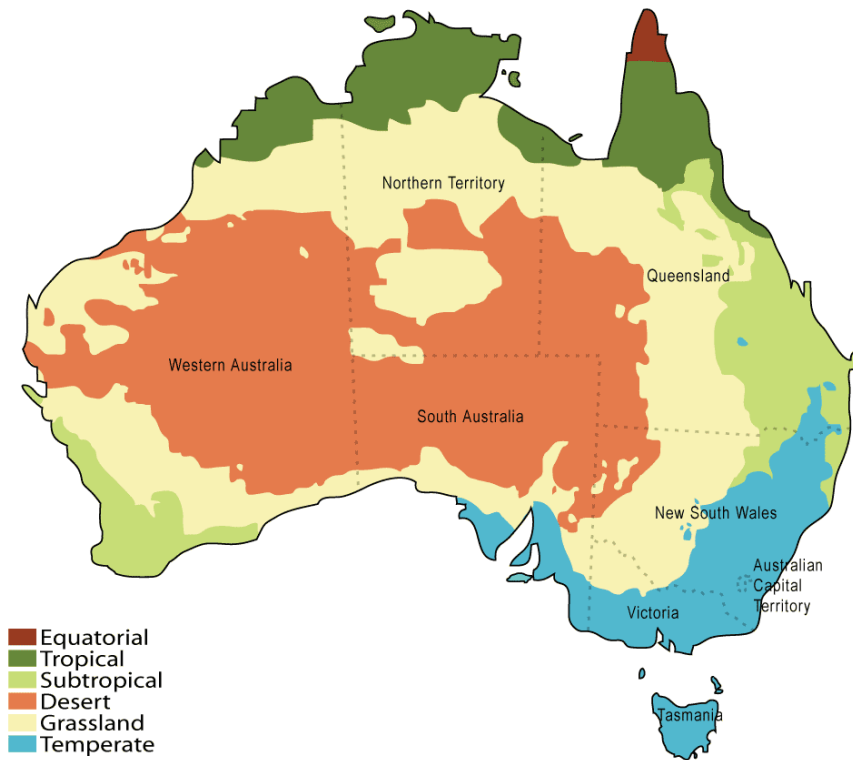 Northern Territory
Queensland
Western Australia
South Australia
New South Wales
Australian
Capital
Territory
Victoria
Tasmania
Equatorial
Tropical
Subtropical
Desert
Grassland
Temperate